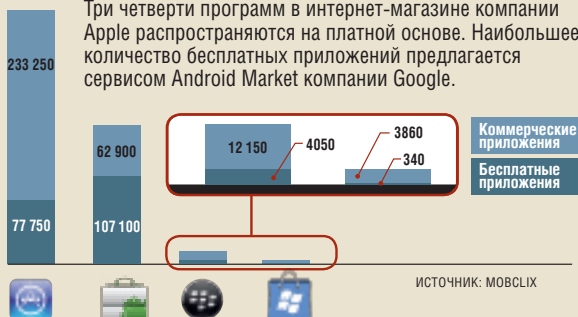 Три четверти программ в интернет-магазине компании
Apple распространяются на платной основе. Наибольшее
количество бесплатных приложений предлагается
сервисом Android Market компании Google.
233 250
77 750
62 900
107 100
12 150
4050
3860
340
Коммерческие
приложения
Бесплатные
приложения
ИСТОЧНИК: MOBCLIX